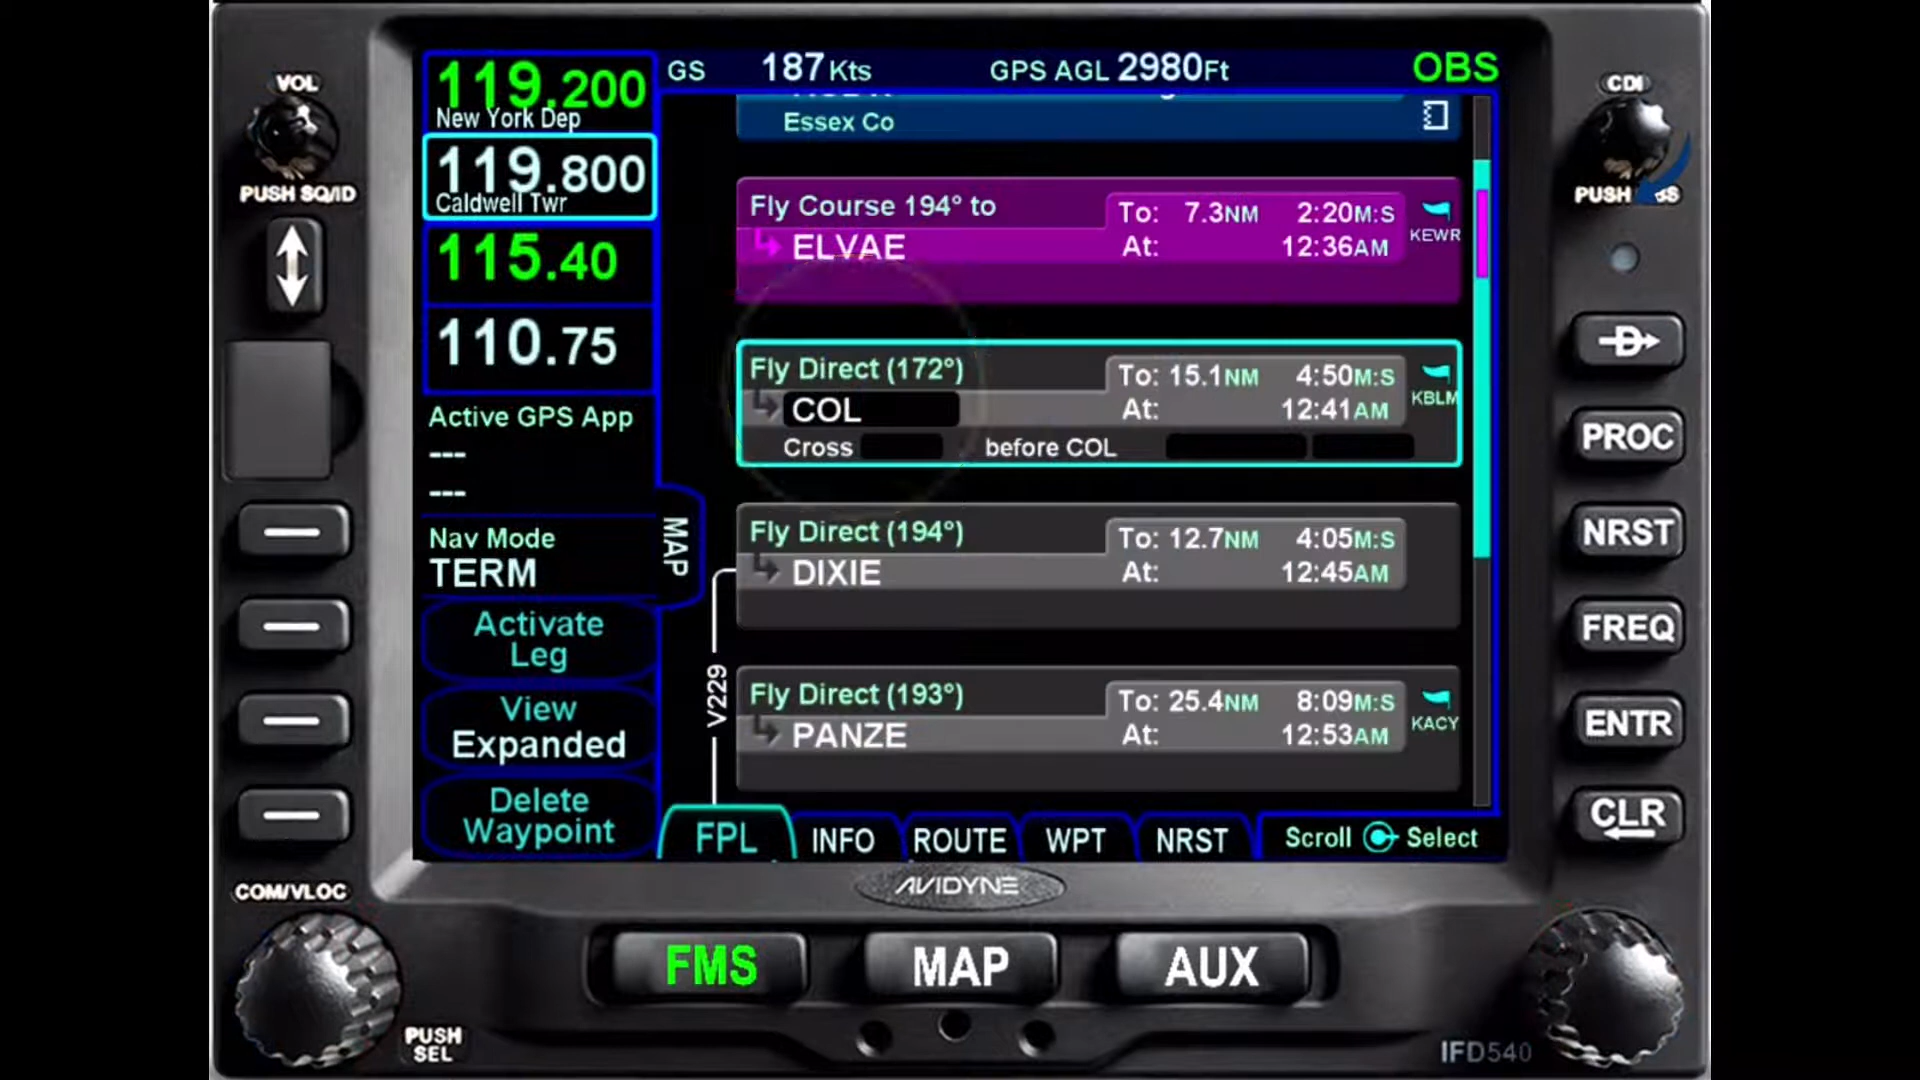 VOL
PUSH SQ/ID
119.200
New York Dep
119.800
Caldwell Twr
115.40
110.75
Active GPS App
---
---
Nav Mode
TERM
Activate
Leg
View
Expanded
Delete
Waypoint
COM/VLOC
PUSH
SEL
GS 187Kts GPS AGL 2980Ft OBS
Essex Co
Fly Course 194° to
ELVAE
To: 7.3NM 2:20M:S
At: 12:36AM
KEWR
Fly Direct (172°)
COL
To: 15.1NM 4:50M:S
At: 12:41AM
KBLM
Cross before COL
Fly Direct (194°)
DIXIE
To: 12.7NM 4:05M:S
At: 12:45AM
V229
Fly Direct (193°)
PANZE
To: 25.4NM 8:09M:S
At: 12:53AM
KACY
MAP
FPL INFO ROUTE WPT NRST Scroll Select
AVIDYNE
FMS MAP AUX
IFD540
CDI
PUSH
D
PROC
NRST
FREQ
ENTR
CLR